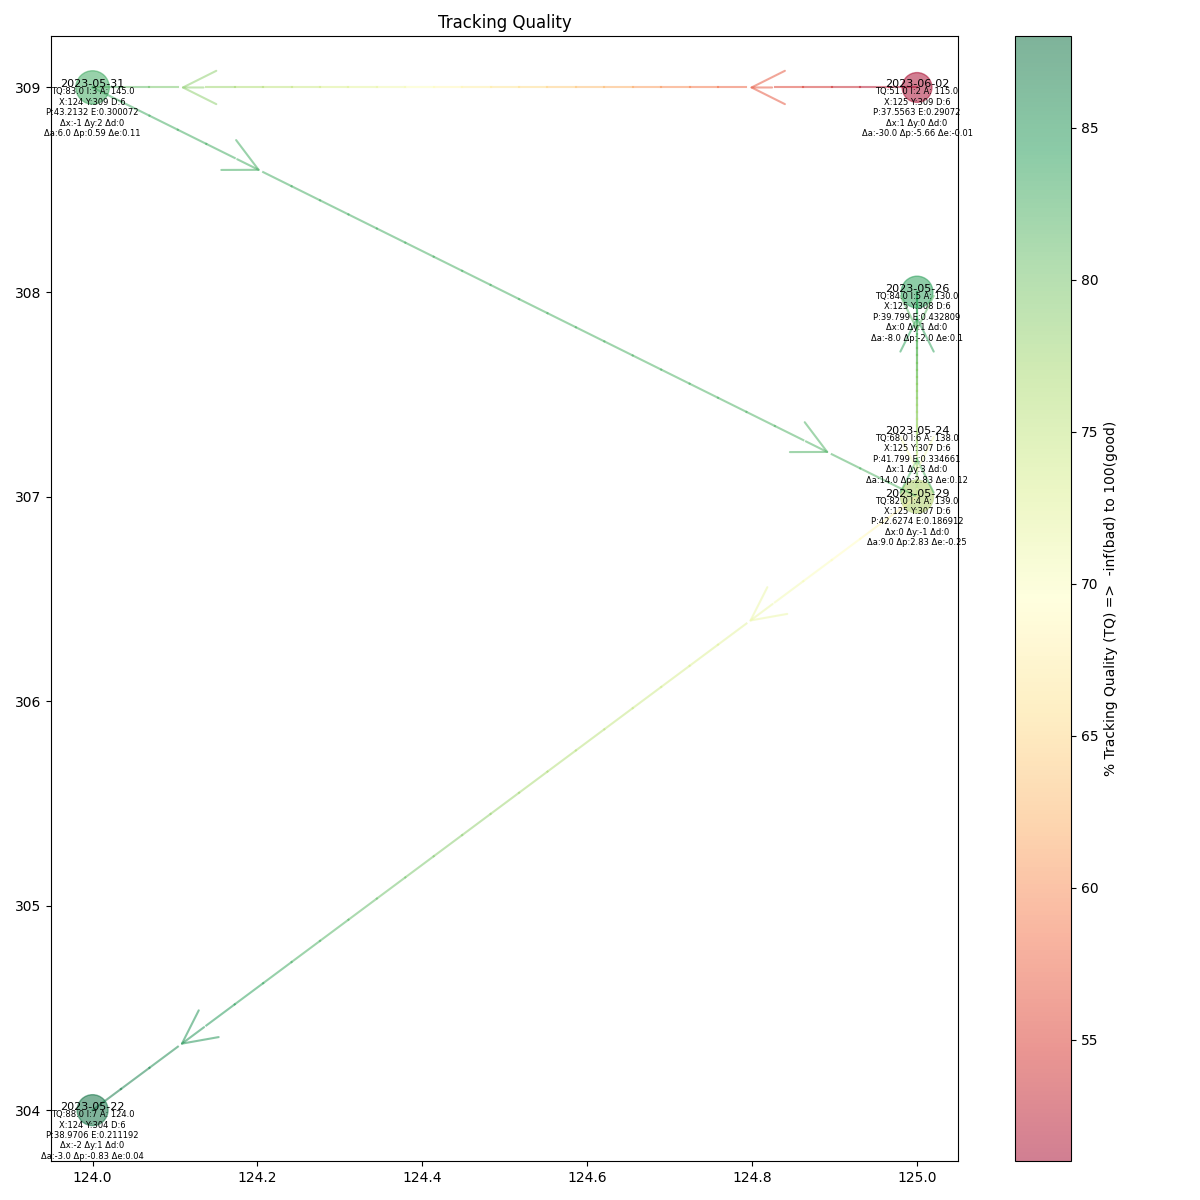 Tracking Quality
309
308
307
306
305
304
124.0
124.2
124.4
124.6
124.8
125.0
2023-05-31
TQ:83.0 I:3 A: 145.0
X:124 Y:309 D:6
P:43.2132 E:0.300072
Δx:-1 Δy:2 Δd:0
Δa:6.0 Δp:0.59 Δe:0.11
2023-06-02
TQ:51.0 I:2 A: 115.0
X:125 Y:309 D:6
P:37.5563 E:0.29072
Δx:1 Δy:0 Δd:0
Δa:-30.0 Δp:-5.66 Δe:-0.01
2023-05-26
TQ:84.0 I:5 A: 130.0
X:125 Y:308 D:6
P:39.799 E:0.432809
Δx:0 Δy:1 Δd:0
Δa:-8.0 Δp:-2.0 Δe:0.1
2023-05-24
TQ:68.0 I:6 A: 138.0
X:125 Y:307 D:6
P:41.799 E:0.334661
Δx:1 Δy:3 Δd:0
Δa:14.0 Δp:2.83 Δe:0.12
2023-05-29
TQ:82.0 I:4 A: 139.0
X:125 Y:307 D:6
P:42.6274 E:0.186912
Δx:0 Δy:-1 Δd:0
Δa:9.0 Δp:2.83 Δe:-0.25
2023-05-22
TQ:88.0 I:7 A: 124.0
X:124 Y:304 D:6
P:38.9706 E:0.211192
Δx:-2 Δy:1 Δd:0
Δa:-3.0 Δp:-0.83 Δe:0.04
85
80
75
70
65
60
55
% Tracking Quality (TQ) => -inf(bad) to 100(good)